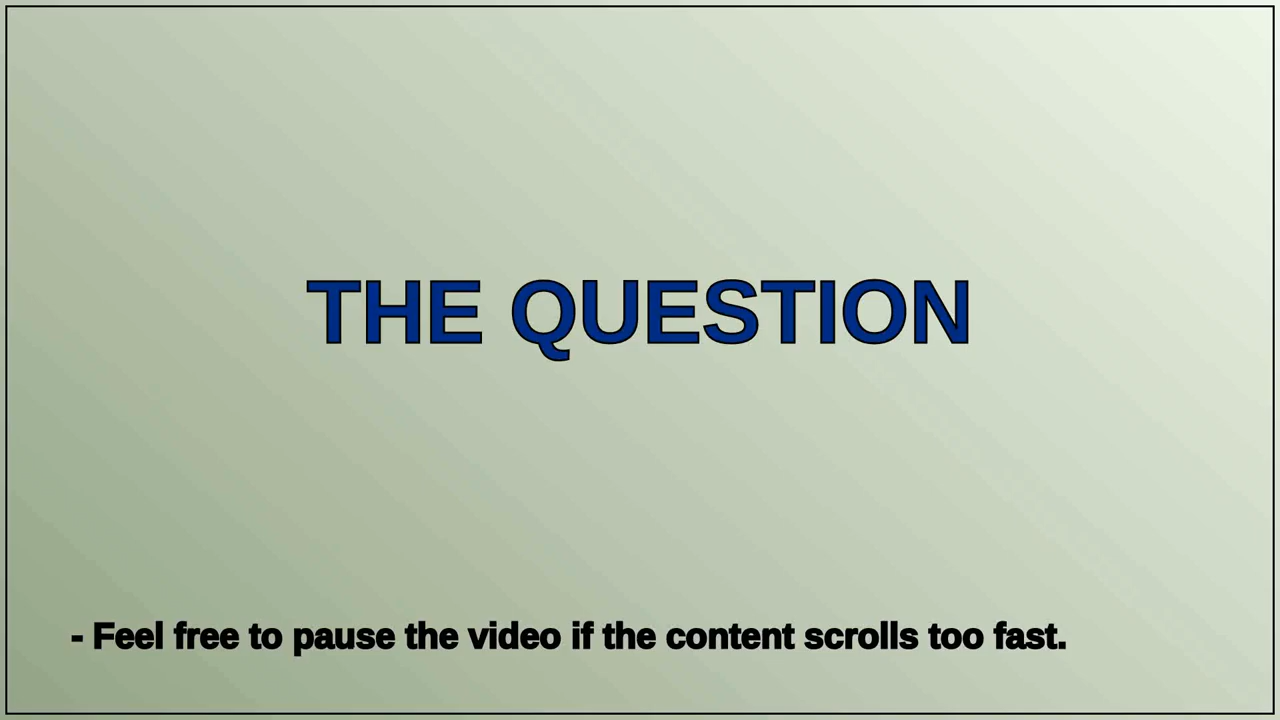 THE QUESTION
- Feel free to pause the video if the content scrolls too fast.